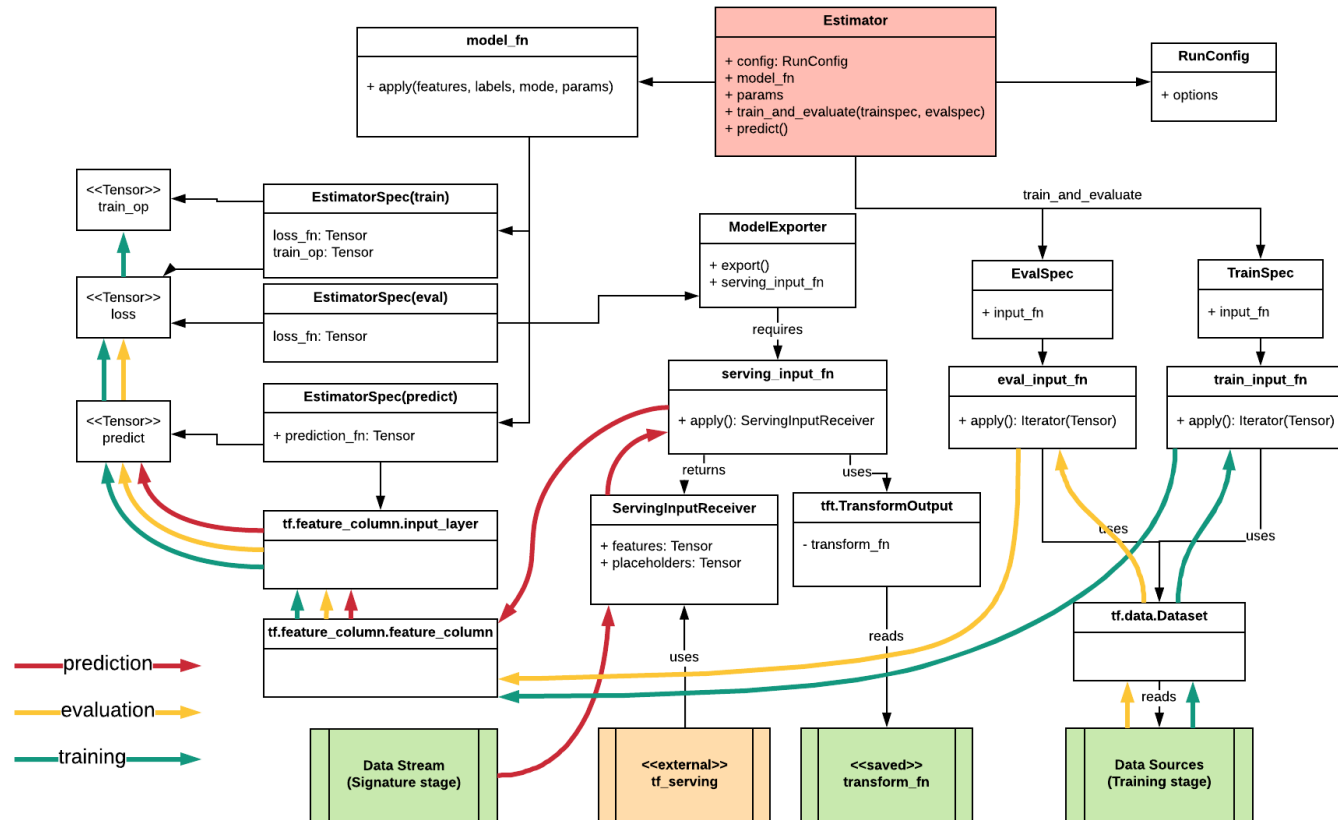 Estimator
+ config: RunConfig
+ model_fn
+ params
+ train_and_evaluate(trainspec, evalspec)
+ predict()
model_fn
+ apply(features, labels, mode, params)
RunConfig
+ options
train_and_evaluate
<<Tensor>>
train_op
EstimatorSpec(train)
loss_fn: Tensor
train_op: Tensor
ModelExporter
+ export()
+ serving_input_fn
EvalSpec
+ input_fn
TrainSpec
+ input_fn
<<Tensor>>
loss
EstimatorSpec(eval)
loss_fn: Tensor
requires
serving_input_fn
+ apply(): ServingInputReceiver
eval_input_fn
+ apply(): Iterator(Tensor)
train_input_fn
+ apply(): Iterator(Tensor)
<<Tensor>>
predict
EstimatorSpec(predict)
+ prediction_fn: Tensor
returns
uses
tf.feature_column.input_layer
ServingInputReceiver
+ features: Tensor
+ placeholders: Tensor
tft.TransformOutput
- transform_fn
uses
uses
tf.feature_column.feature_column
tf.data.Dataset
uses
reads
reads
prediction
evaluation
training
Data Stream
(Signature stage)
<<external>>
tf_serving
<<saved>>
transform_fn
Data Sources
(Training stage)